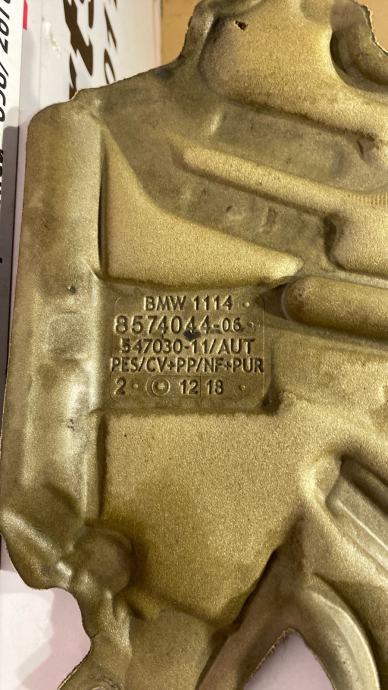 BMW 1114
8574044-06
547030-11/AUT
PES/CV+PP/NF+PUR
2 © 12 18